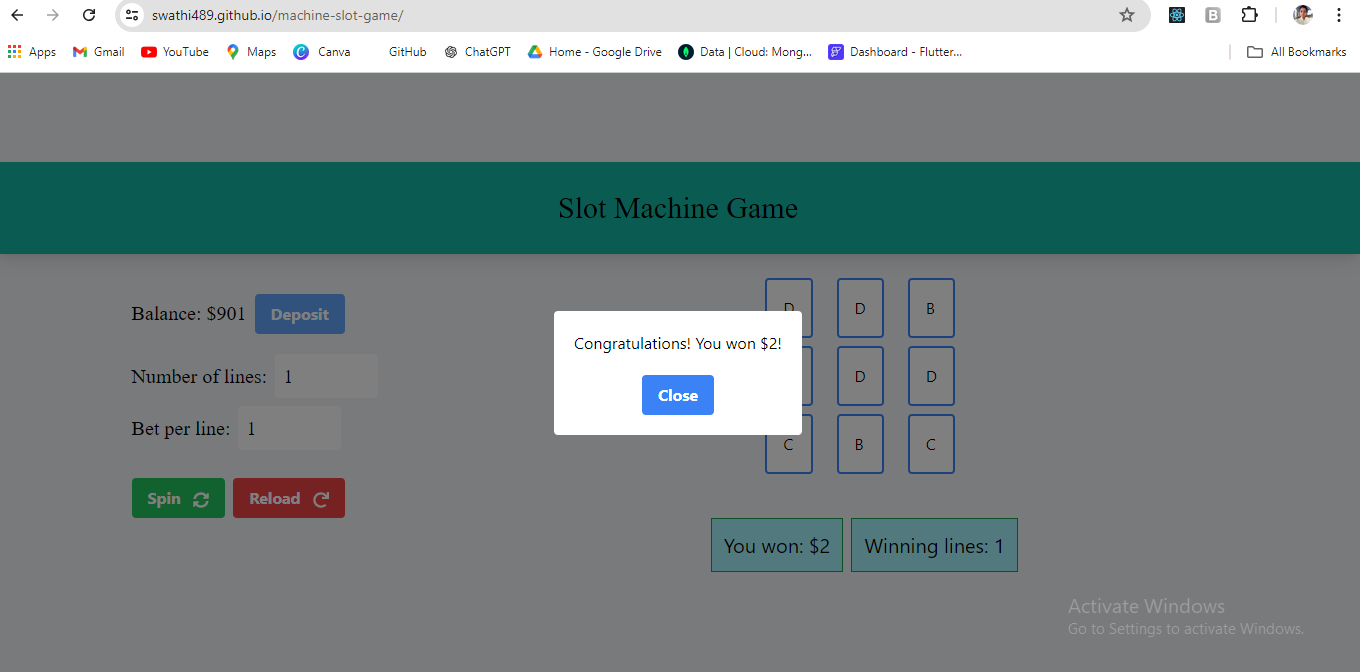 swathi489.github.io/machine-slot-game/
Apps Gmail YouTube Maps Canva GitHub ChatGPT Home - Google Drive Data | Cloud: Mong... Dashboard - Flutter... All Bookmarks
Slot Machine Game
Balance: $901 Deposit
Number of lines: 1
Bet per line: 1
Spin Reload
D D B
D D
C B C
Congratulations! You won $2!
Close
You won: $2 Winning lines: 1
Activate Windows
Go to Settings to activate Windows.